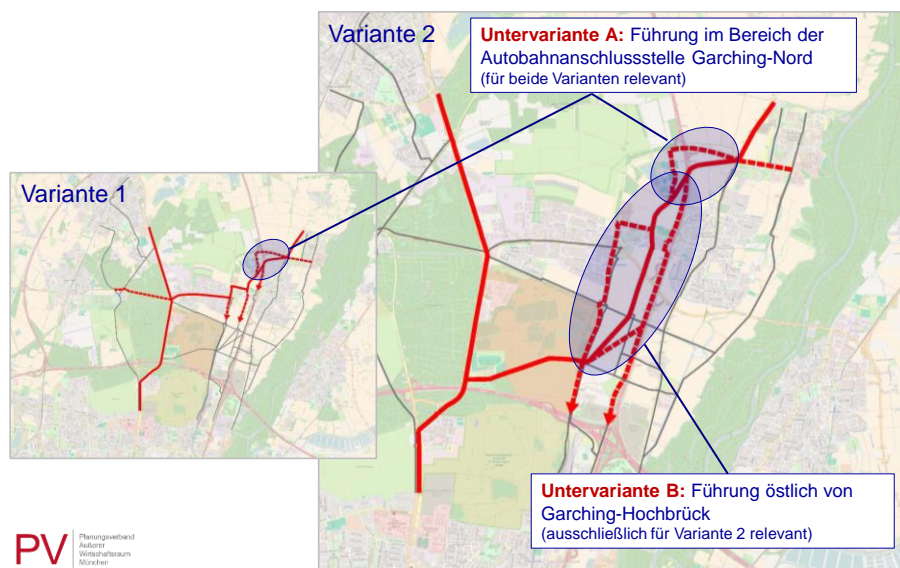 Variante 2
Untervariante A: Führung im Bereich der
Autobahnanschlussstelle Garching-Nord
(für beide Varianten relevant)
Variante 1
Untervariante B: Führung östlich von
Garching-Hochbrück
(ausschließlich für Variante 2 relevant)
PV
Planungsverband
Äußerer
Wirtschaftsraum
München